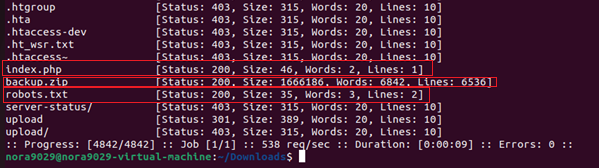 .htgroup [Status: 403, Size: 315, Words: 20, Lines: 10]
.hta [Status: 403, Size: 315, Words: 20, Lines: 10]
.htaccess-dev [Status: 403, Size: 315, Words: 20, Lines: 10]
.ht_wsr.txt [Status: 403, Size: 315, Words: 20, Lines: 10]
.htaccess~ [Status: 403, Size: 315, Words: 20, Lines: 10]
index.php [Status: 200, Size: 46, Words: 2, Lines: 1]
backup.zip [Status: 200, Size: 1666186, Words: 6842, Lines: 6536]
robots.txt [Status: 200, Size: 35, Words: 3, Lines: 2]
server-status/ [Status: 403, Size: 315, Words: 20, Lines: 10]
upload [Status: 301, Size: 389, Words: 20, Lines: 10]
upload/ [Status: 403, Size: 315, Words: 20, Lines: 10]
:: Progress: [4842/4842] :: Job [1/1] :: 538 req/sec :: Duration: [0:00:09] :: Errors: 0 ::
nora9029@nora9029-virtual-machine:~/Downloads$